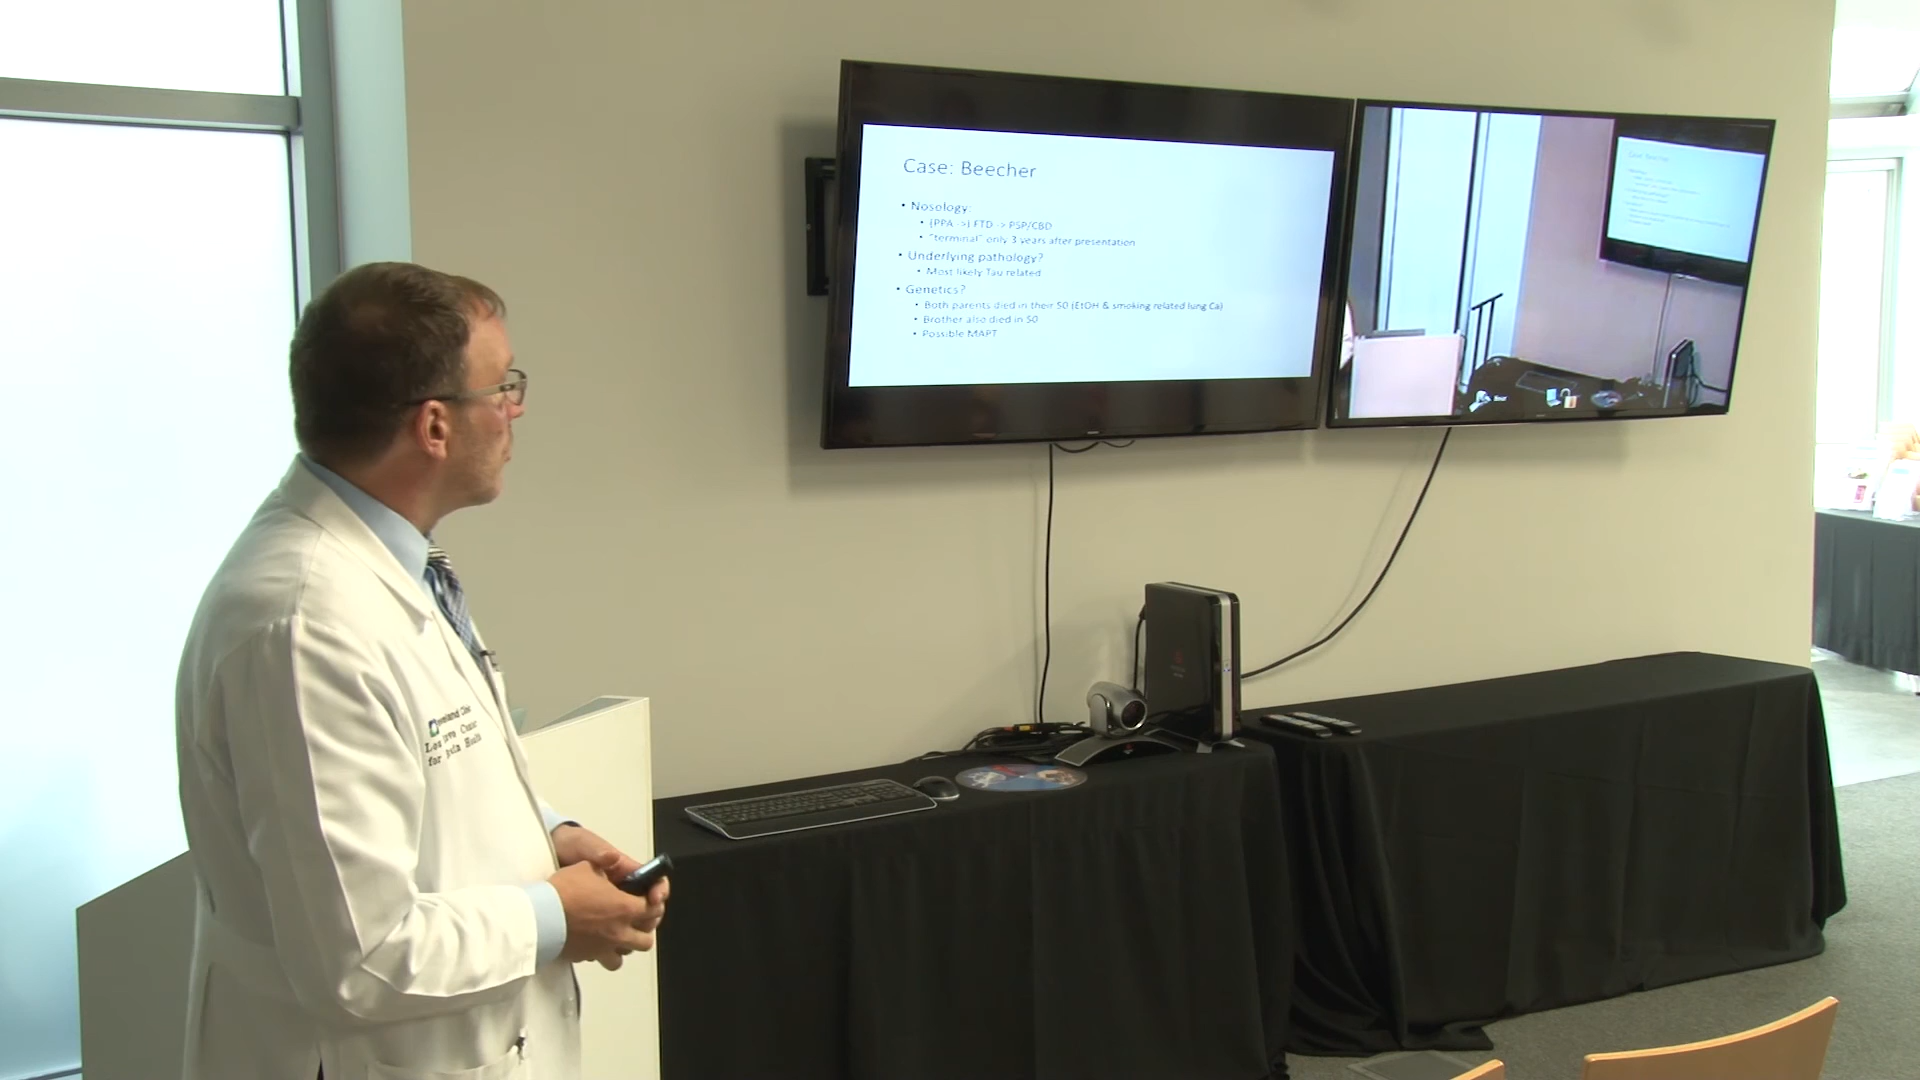 Case: Beecher
• Nosology:
• (PPA ->) FTD -> PSP/CBD
• "terminal" only 3 years after presentation
• Underlying pathology?
• Most likely Tau related
• Genetics?
• Both parents died in their 50 (EtOH & smoking related lung Ca)
• Brother also died in 50
• Possible MAPT
for Health